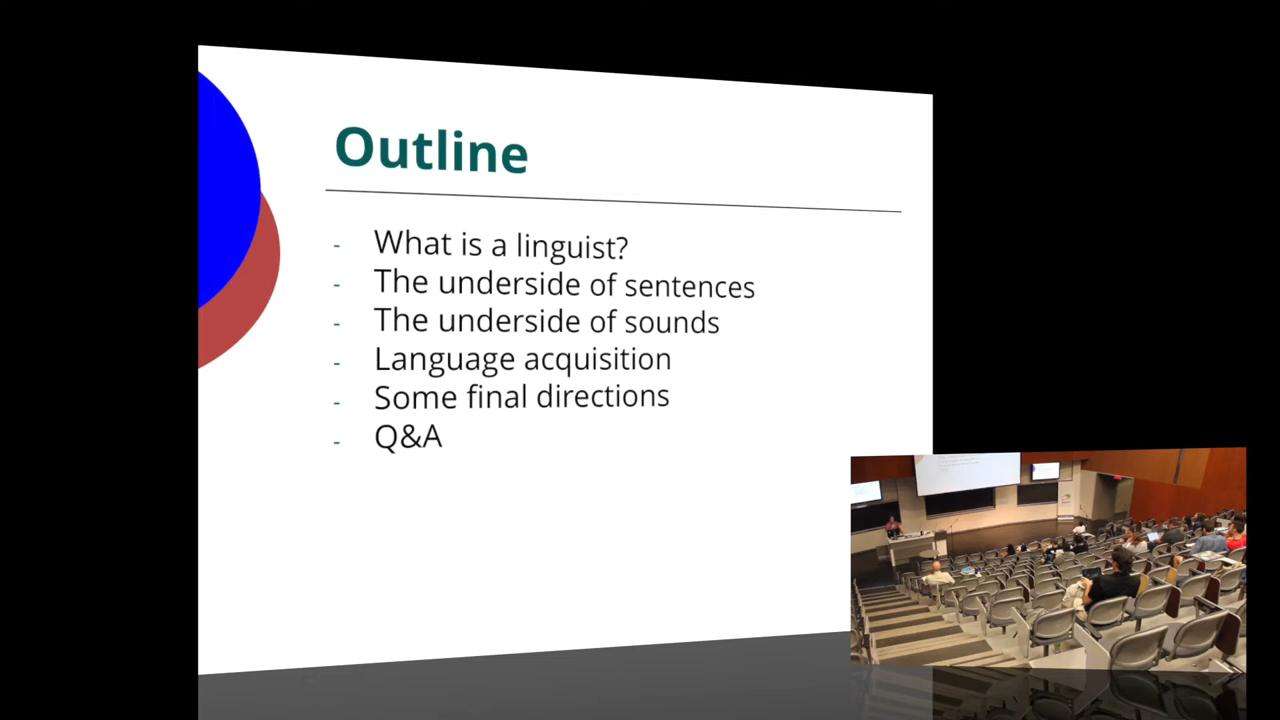 Outline
- What is a linguist?
- The underside of sentences
- The underside of sounds
- Language acquisition
- Some final directions
- Q&A